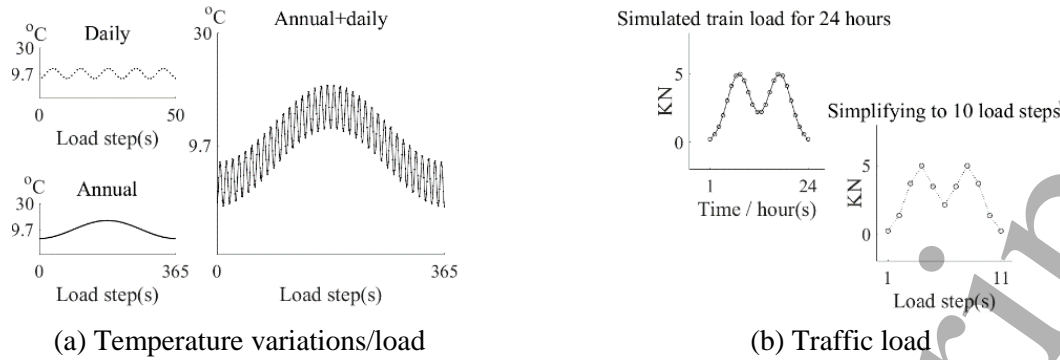 °C
Daily
30
9.7
0
50
Load step(s)
°C
Annual
30
9.7
0
365
Load step(s)
°C
Annual+daily
30
9.7
0
365
Load step(s)
(a) Temperature variations/load
Simulated train load for 24 hours
KN
5
0
1
24
Time / hour(s)
Simplifying to 10 load steps
KN
5
0
1
11
Load step(s)
(b) Traffic load